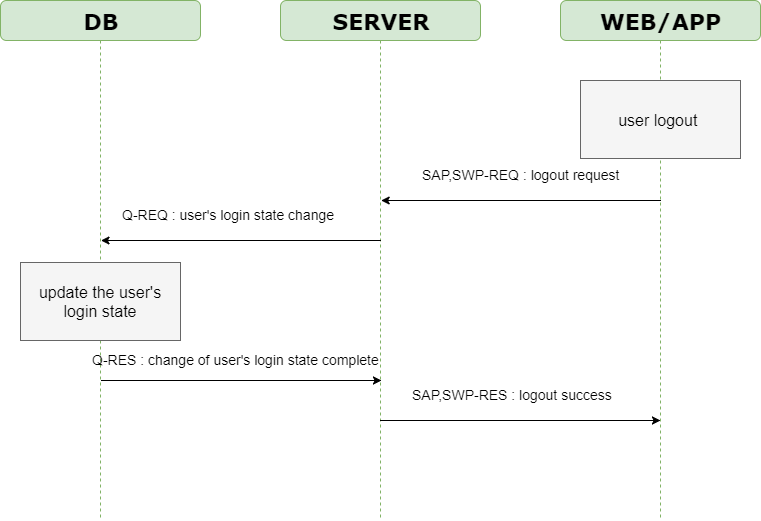 DB
SERVER
WEB/APP
user logout
SAP,SWP-REQ : logout request
Q-REQ : user's login state change
update the user's
login state
Q-RES : change of user's login state complete
SAP,SWP-RES : logout success